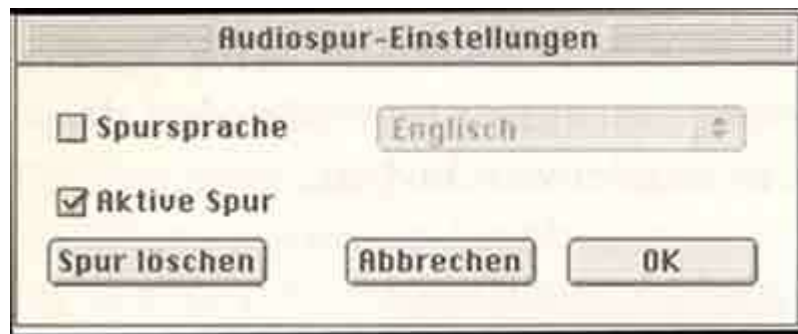 Audiospur-Einstellungen
Spursprache Englisch
Aktive Spur
Spur löschen Abbrechen OK